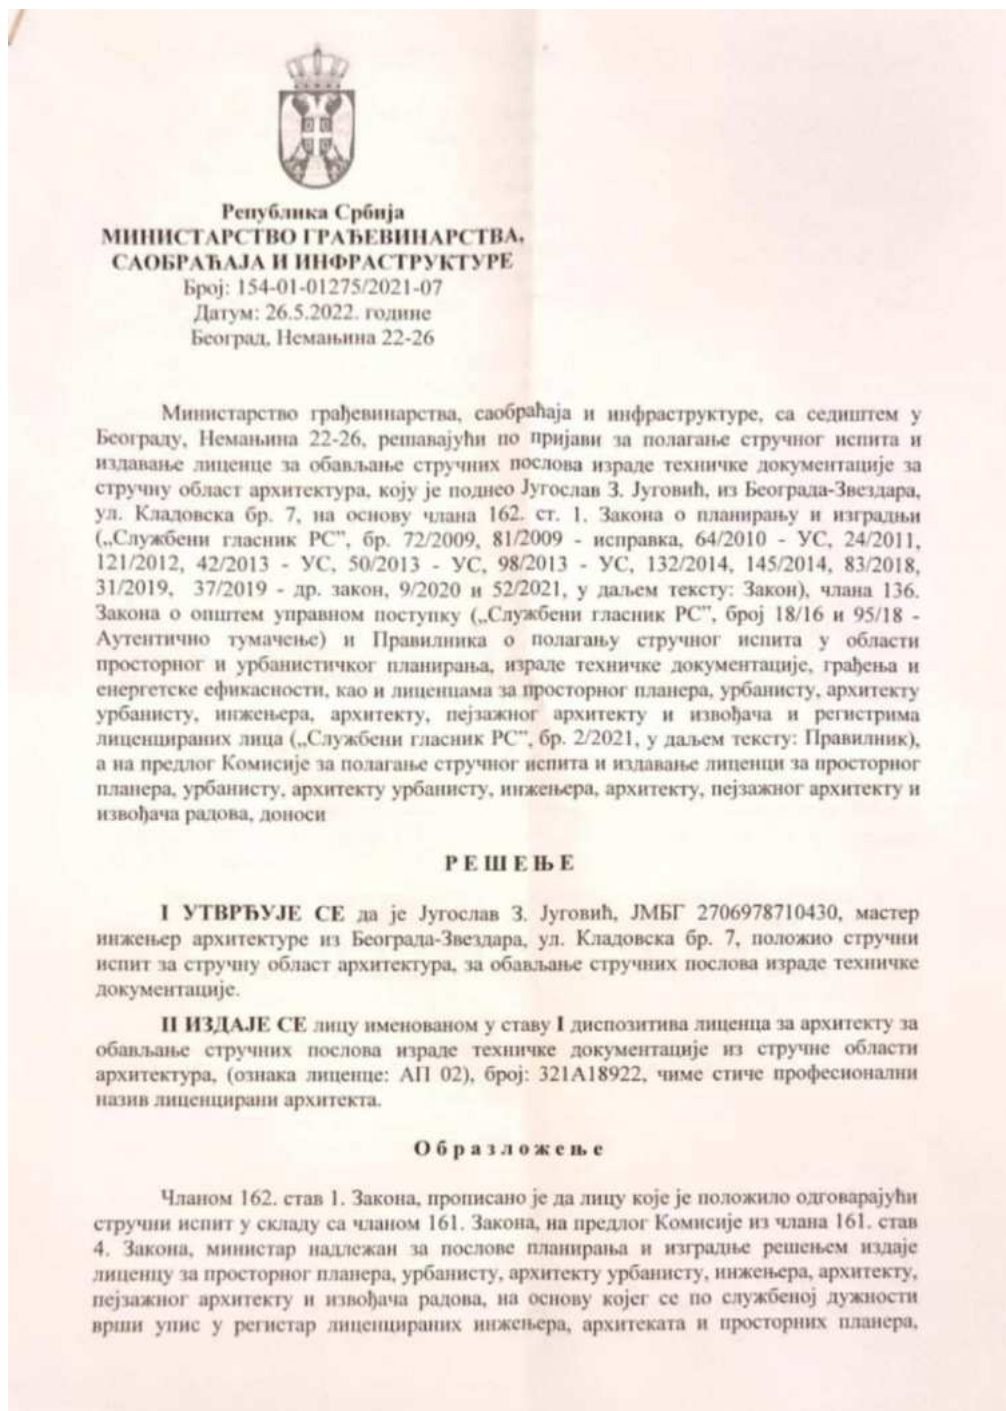 Република Србија
МИНИСТАРСТВО ГРАЂЕВИНАРСТВА,
САОБРАЋАЈА И ИНФРАСТРУКТУРЕ
Број: 154-01-01275/2021-07
Датум: 26.5.2022. године
Београд, Немањина 22-26
Министарство грађевинарства, саобраћаја и инфраструктуре, са седиштем у
Београду, Немањина 22-26, решавајући по пријави за полагање стручног испита и
издавање лиценце за обављање стручних послова израде техничке документације за
стручну област архитектура, коју је поднео Југослав З. Југовић, из Београда-Звездара,
ул. Кладовска бр. 7, на основу члана 162. ст. 1. Закона о планирању и изградњи
(„Службени гласник РС”, бр. 72/2009, 81/2009 - исправка, 64/2010 - УС, 24/2011,
121/2012, 42/2013 - УС, 50/2013 - УС, 98/2013 - УС, 132/2014, 145/2014, 83/2018,
31/2019, 37/2019 - др. закон, 9/2020 и 52/2021, у даљем тексту: Закон), члана 136.
Закона о општем управном поступку („Службени гласник РС”, број 18/16 и 95/18 -
Аутентично тумачење) и Правилника о полагању стручног испита у области
просторног и урбанистичког планирања, израде техничке документације, грађења и
енергетске ефикасности, као и лиценцама за просторног планера, урбанисту, архитекту
урбанисту, инжењера, архитекту, пејзажног архитекту и извођача и регистрима
лиценцираних лица („Службени гласник РС”, бр. 2/2021, у даљем тексту: Правилник),
а на предлог Комисије за полагање стручног испита и издавање лиценци за просторног
планера, урбанисту, архитекту урбанисту, инжењера, архитекту, пејзажног архитекту и
извођача радова, доноси
Р Е Ш Е Њ Е
I УТВРЂУЈЕ СЕ да је Југослав З. Југовић, ЈМБГ 2706978710430, мастер
инжењер архитектуре из Београда-Звездара, ул. Кладовска бр. 7, положио стручни
испит за стручну област архитектура, за обављање стручних послова израде техничке
документације.
II ИЗДАЈЕ СЕ лицу именованом у ставу I диспозитива лиценца за архитекту за
обављање стручних послова израде техничке документације из стручне области
архитектура, (ознака лиценце: АП 02), број: 321А18922, чиме стиче професионални
назив лиценцирани архитекта.
О б р а з л о ж е њ е
Чланом 162. став 1. Закона, прописано је да лицу које је положило одговарајући
стручни испит у складу са чланом 161. Закона, на предлог Комисије из члана 161. став
4. Закона, министар надлежан за послове планирања и изградње решењем издаје
лиценцу за просторног планера, урбанисту, архитекту урбанисту, инжењера, архитекту,
пејзажног архитекту и извођача радова, на основу којег се по службеној дужности
врши упис у регистар лиценцираних инжењера, архитеката и просторних планера,